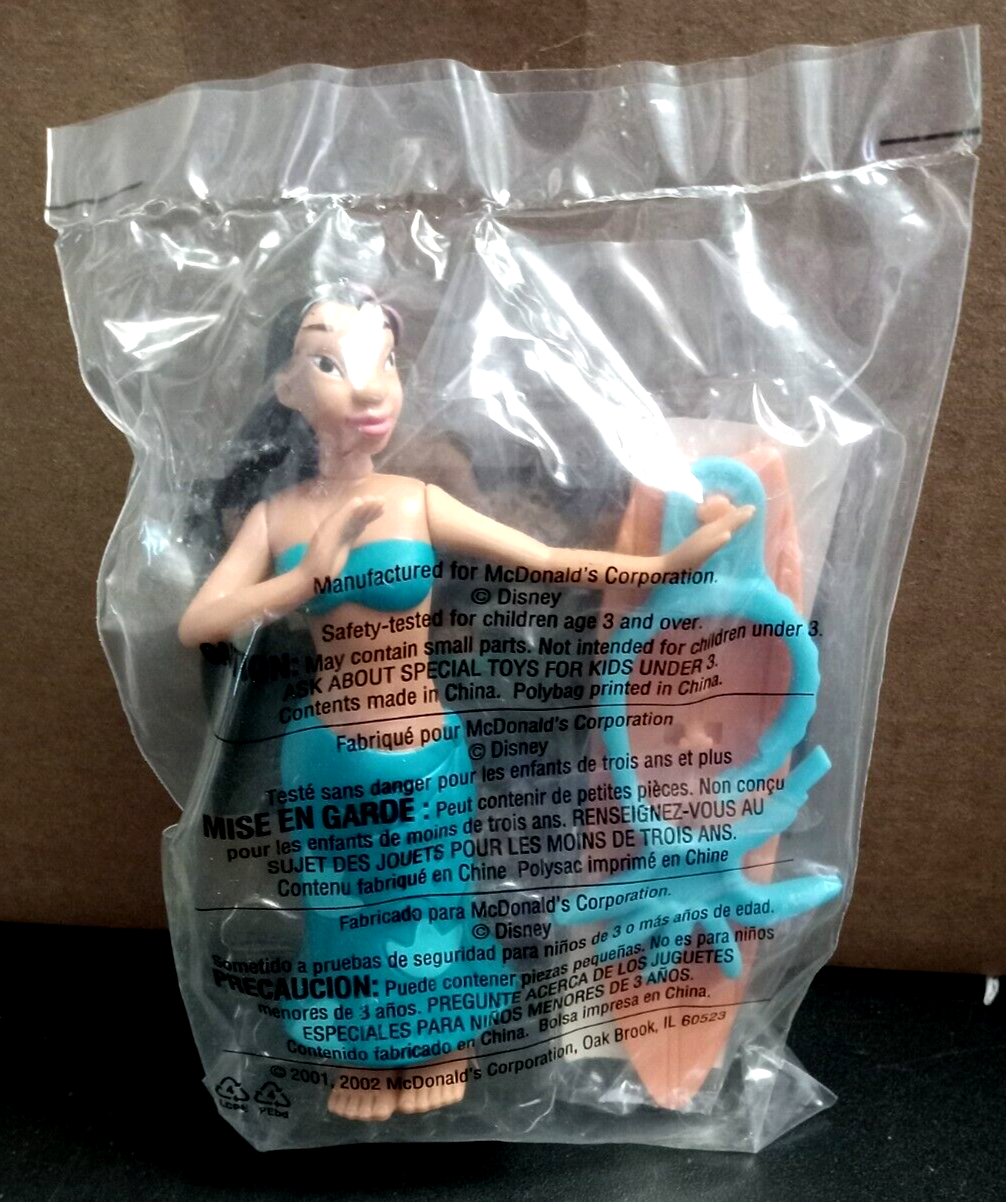 Manufactured for McDonald's Corporation.
© Disney
Safety-tested for children age 3 and over.
May contain small parts. Not intended for children under 3.
ASK ABOUT SPECIAL TOYS FOR KIDS UNDER 3.
Contents made in China. Polybag printed in China.
Fabriqué pour McDonald's Corporation
© Disney
Testé sans danger pour les enfants de trois ans et plus
MISE EN GARDE : Peut contenir de petites pièces. Non conçu
pour les enfants de moins de trois ans. RENSEIGNEZ-VOUS AU
SUJET DES JOUETS POUR LES MOINS DE TROIS ANS.
Contenu fabriqué en Chine Polysac imprimé en Chine
Fabricado para McDonald's Corporation.
© Disney
Sometido a pruebas de seguridad para niños de 3 o más años de edad.
PRECAUCION: Puede contener piezas pequeñas. No es para niños
menores de 3 años. PREGUNTE ACERCA DE LOS JUGUETES
ESPECIALES PARA NIÑOS MENORES DE 3 AÑOS.
Contenido fabricado en China. Bolsa impresa en China.
© 2001, 2002 McDonald's Corporation, Oak Brook, IL 60523
4 4